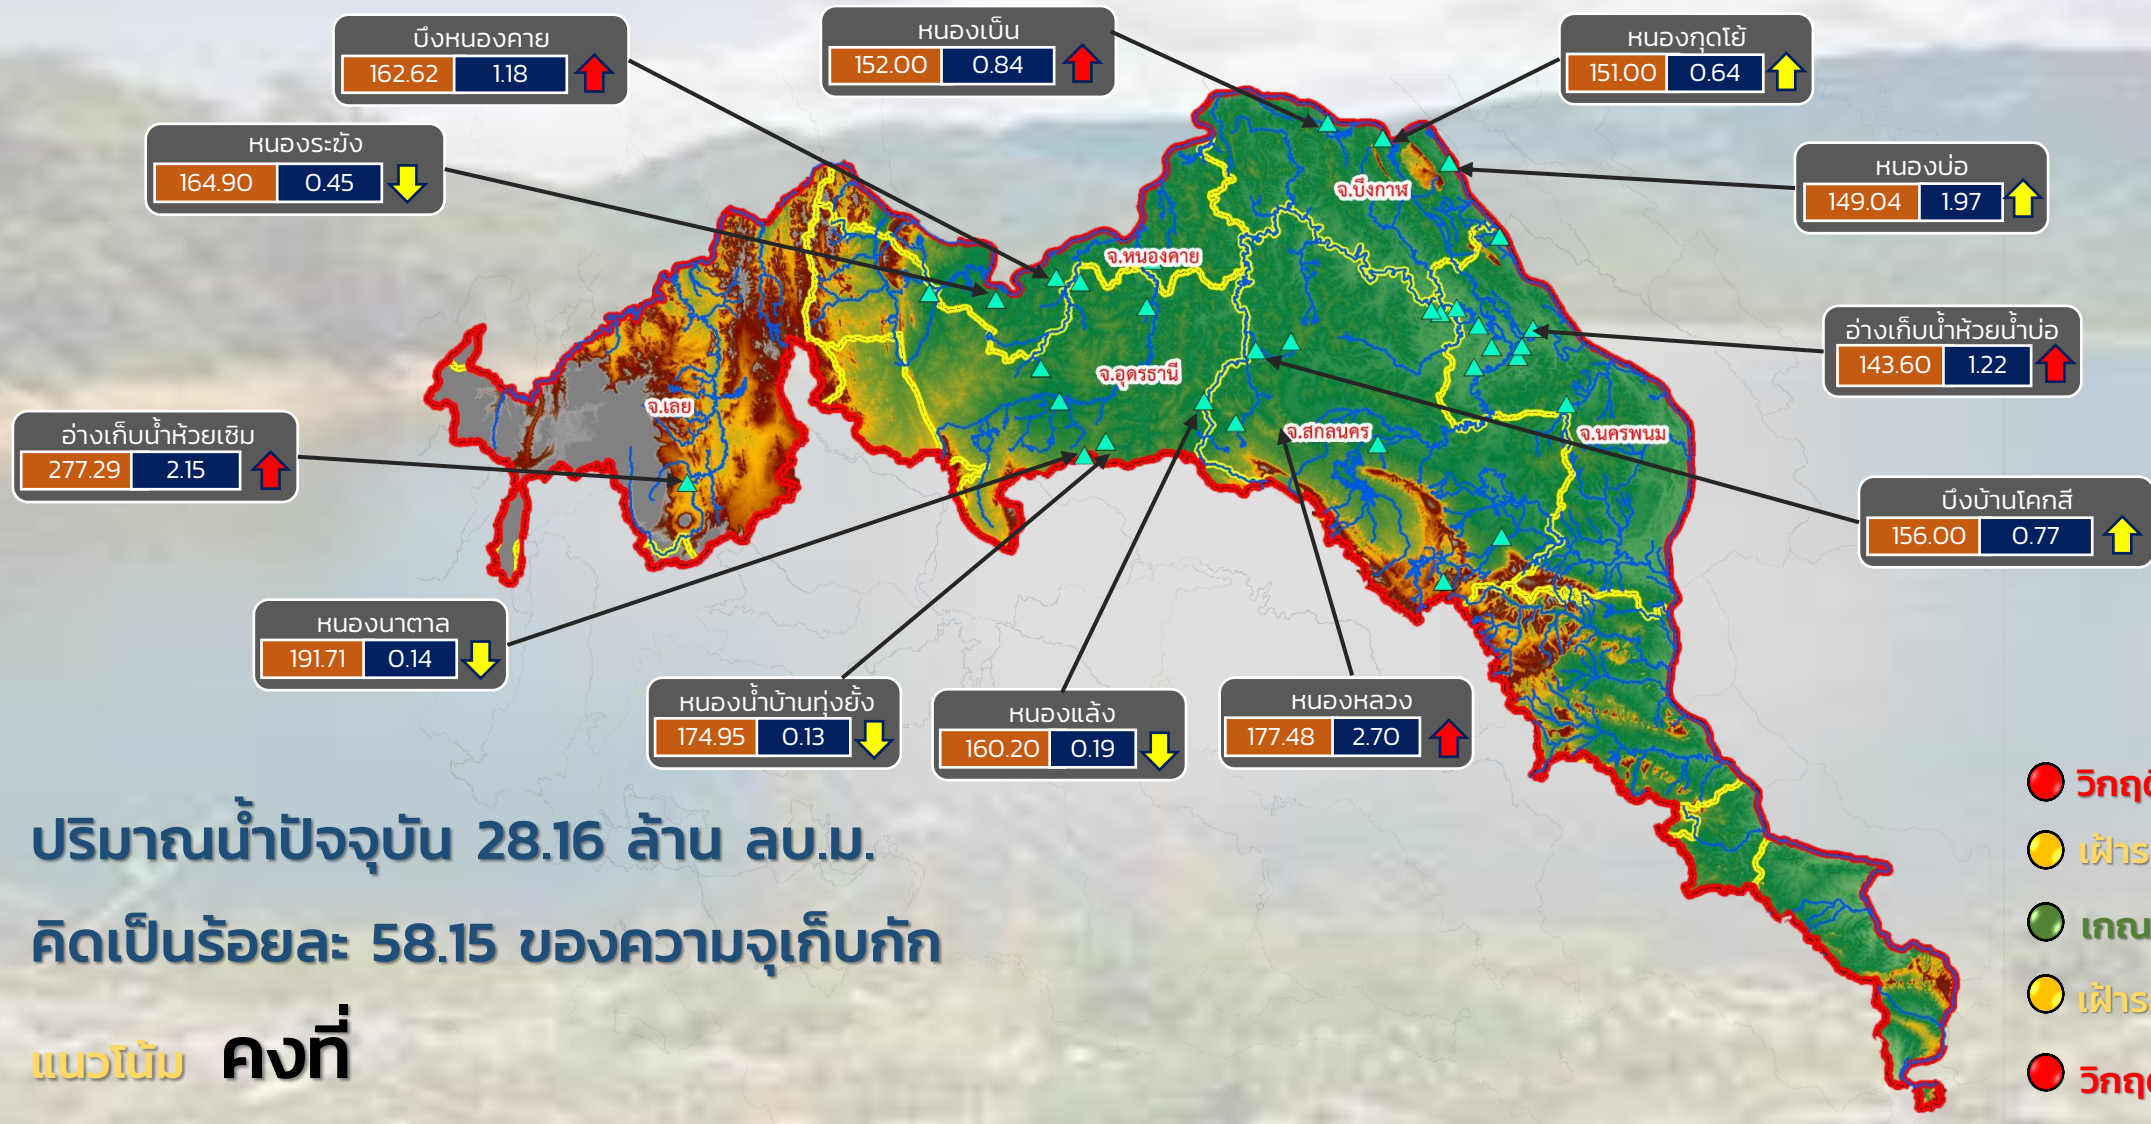 บึงหนองคาย
162.62 1.18
หนองเบ็น
152.00 0.84
หนองกุดโย้
151.00 0.64
หนองระฆัง
164.90 0.45
หนองบ่อ
149.04 1.97
จ.บึงกาฬ
จ.หนองคาย
อ่างเก็บน้ำห้วยน้ำบ่อ
143.60 1.22
จ.อุดรธานี
จ.เลย
จ.สกลนคร
จ.นครพนม
อ่างเก็บน้ำห้วยเซิม
277.29 2.15
บึงบ้านโคกสี
156.00 0.77
หนองนาตาล
191.71 0.14
หนองน้ำบ้านทุ่งยั้ง
174.95 0.13
หนองแล้ง
160.20 0.19
หนองหลวง
177.48 2.70
ปริมาณน้ำปัจจุบัน 28.16 ล้าน ลบ.ม.
คิดเป็นร้อยละ 58.15 ของความจุเก็บกัก
แนวโน้ม คงที่